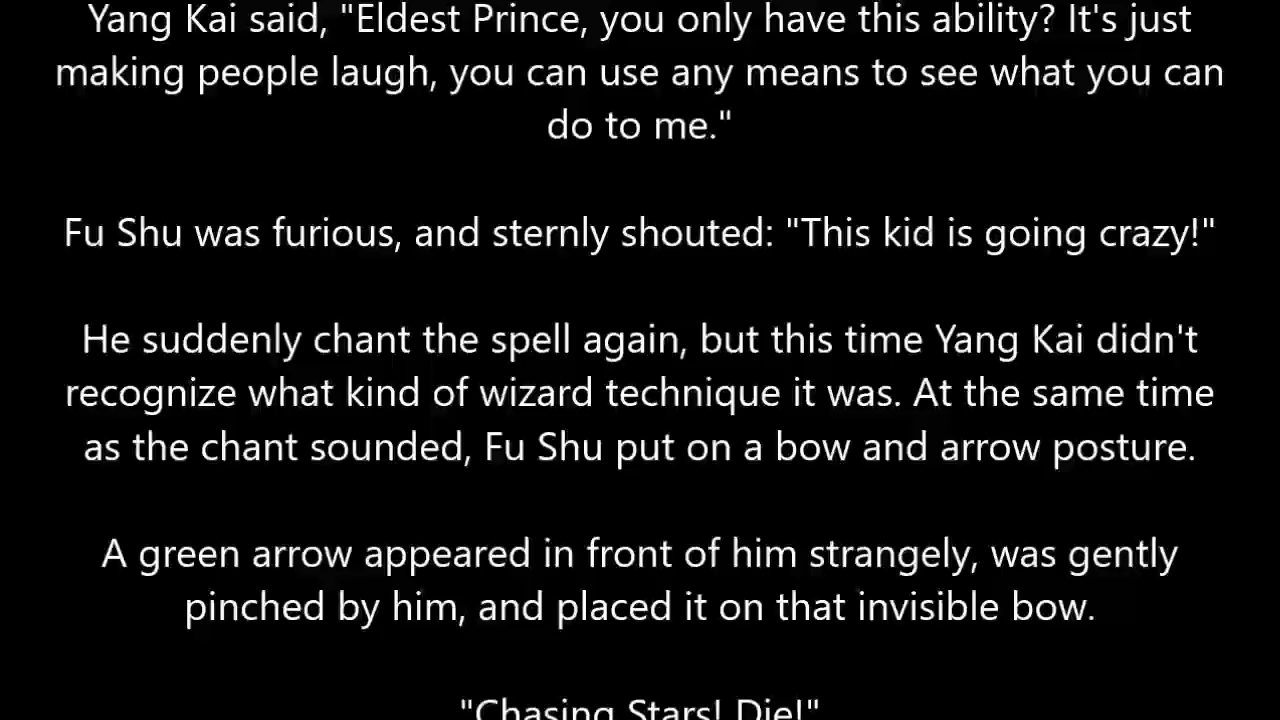 Yang Kai said, "Eldest Prince, you only have this ability? It's just
making people laugh, you can use any means to see what you can
do to me."
Fu Shu was furious, and sternly shouted: "This kid is going crazy!"
He suddenly chant the spell again, but this time Yang Kai didn't
recognize what kind of wizard technique it was. At the same time
as the chant sounded, Fu Shu put on a bow and arrow posture.
A green arrow appeared in front of him strangely, was gently
pinched by him, and placed it on that invisible bow.
"Chasing Stars! Die!"